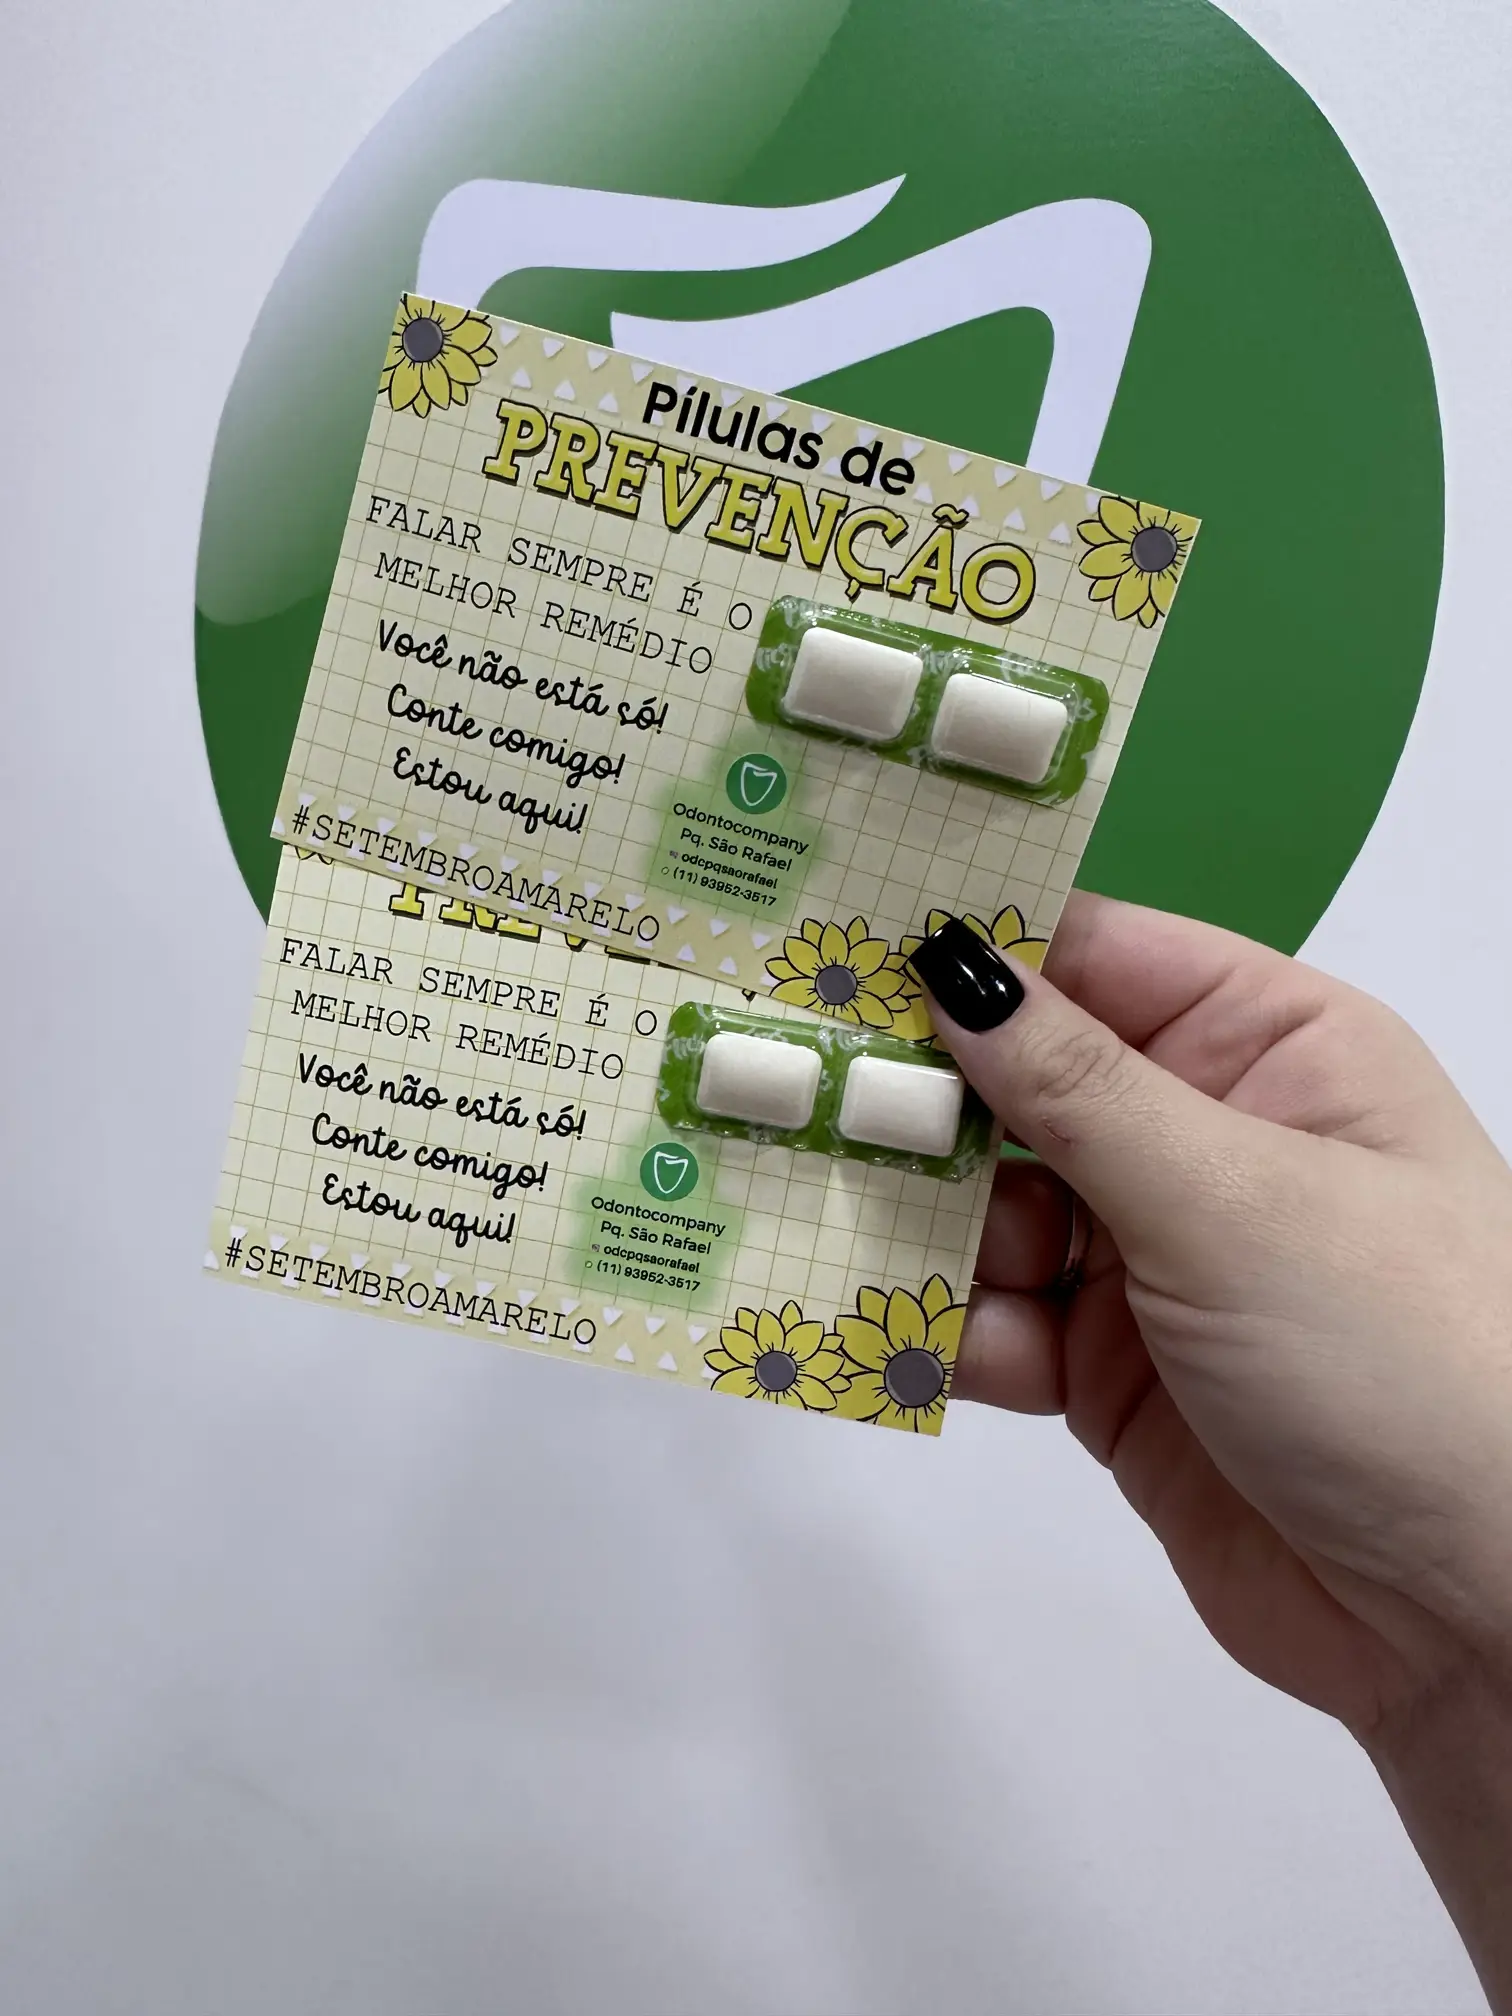 Pílulas de
PREVENÇÃO
FALAR SEMPRE É O
MELHOR REMÉDIO
Você não está só!
Conte comigo!
Estou aqui!
Odontocompany
Pq. São Rafael
odcpqsaorafael
(11) 93952-3517
#SETEMBROAMARELO
FALAR SEMPRE É O
MELHOR REMÉDIO
Você não está só!
Conte comigo!
Estou aqui!
Odontocompany
Pq. São Rafael
odcpqsaorafael
(11) 93952-3517
#SETEMBROAMARELO